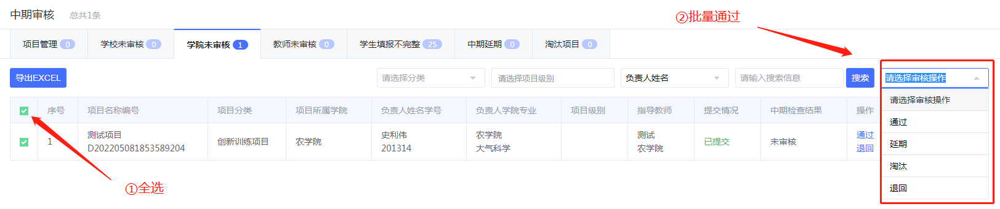 中期审核 总共1条
②批量通过
项目管理 0 学校未审核 0 学院未审核 1 教师未审核 0 学生填报不完整 25 中期延期 0 淘汰项目 0
导出EXCEL 请选择分类 请选择项目级别 负责人姓名 请输入搜索信息 搜索 请选择审核操作
请选择审核操作
通过
延期
淘汰
退回
序号 项目名称编号 项目分类 项目所属学院 负责人姓名学号 负责人学院专业 项目级别 指导教师 提交情况 中期检查结果 操作
1 测试项目 创新训练项目 农学院 史利伟 农学院 测试 已提交 未审核 通过
D202205081853589204 201314 大气科学 农学院 退回
①全选